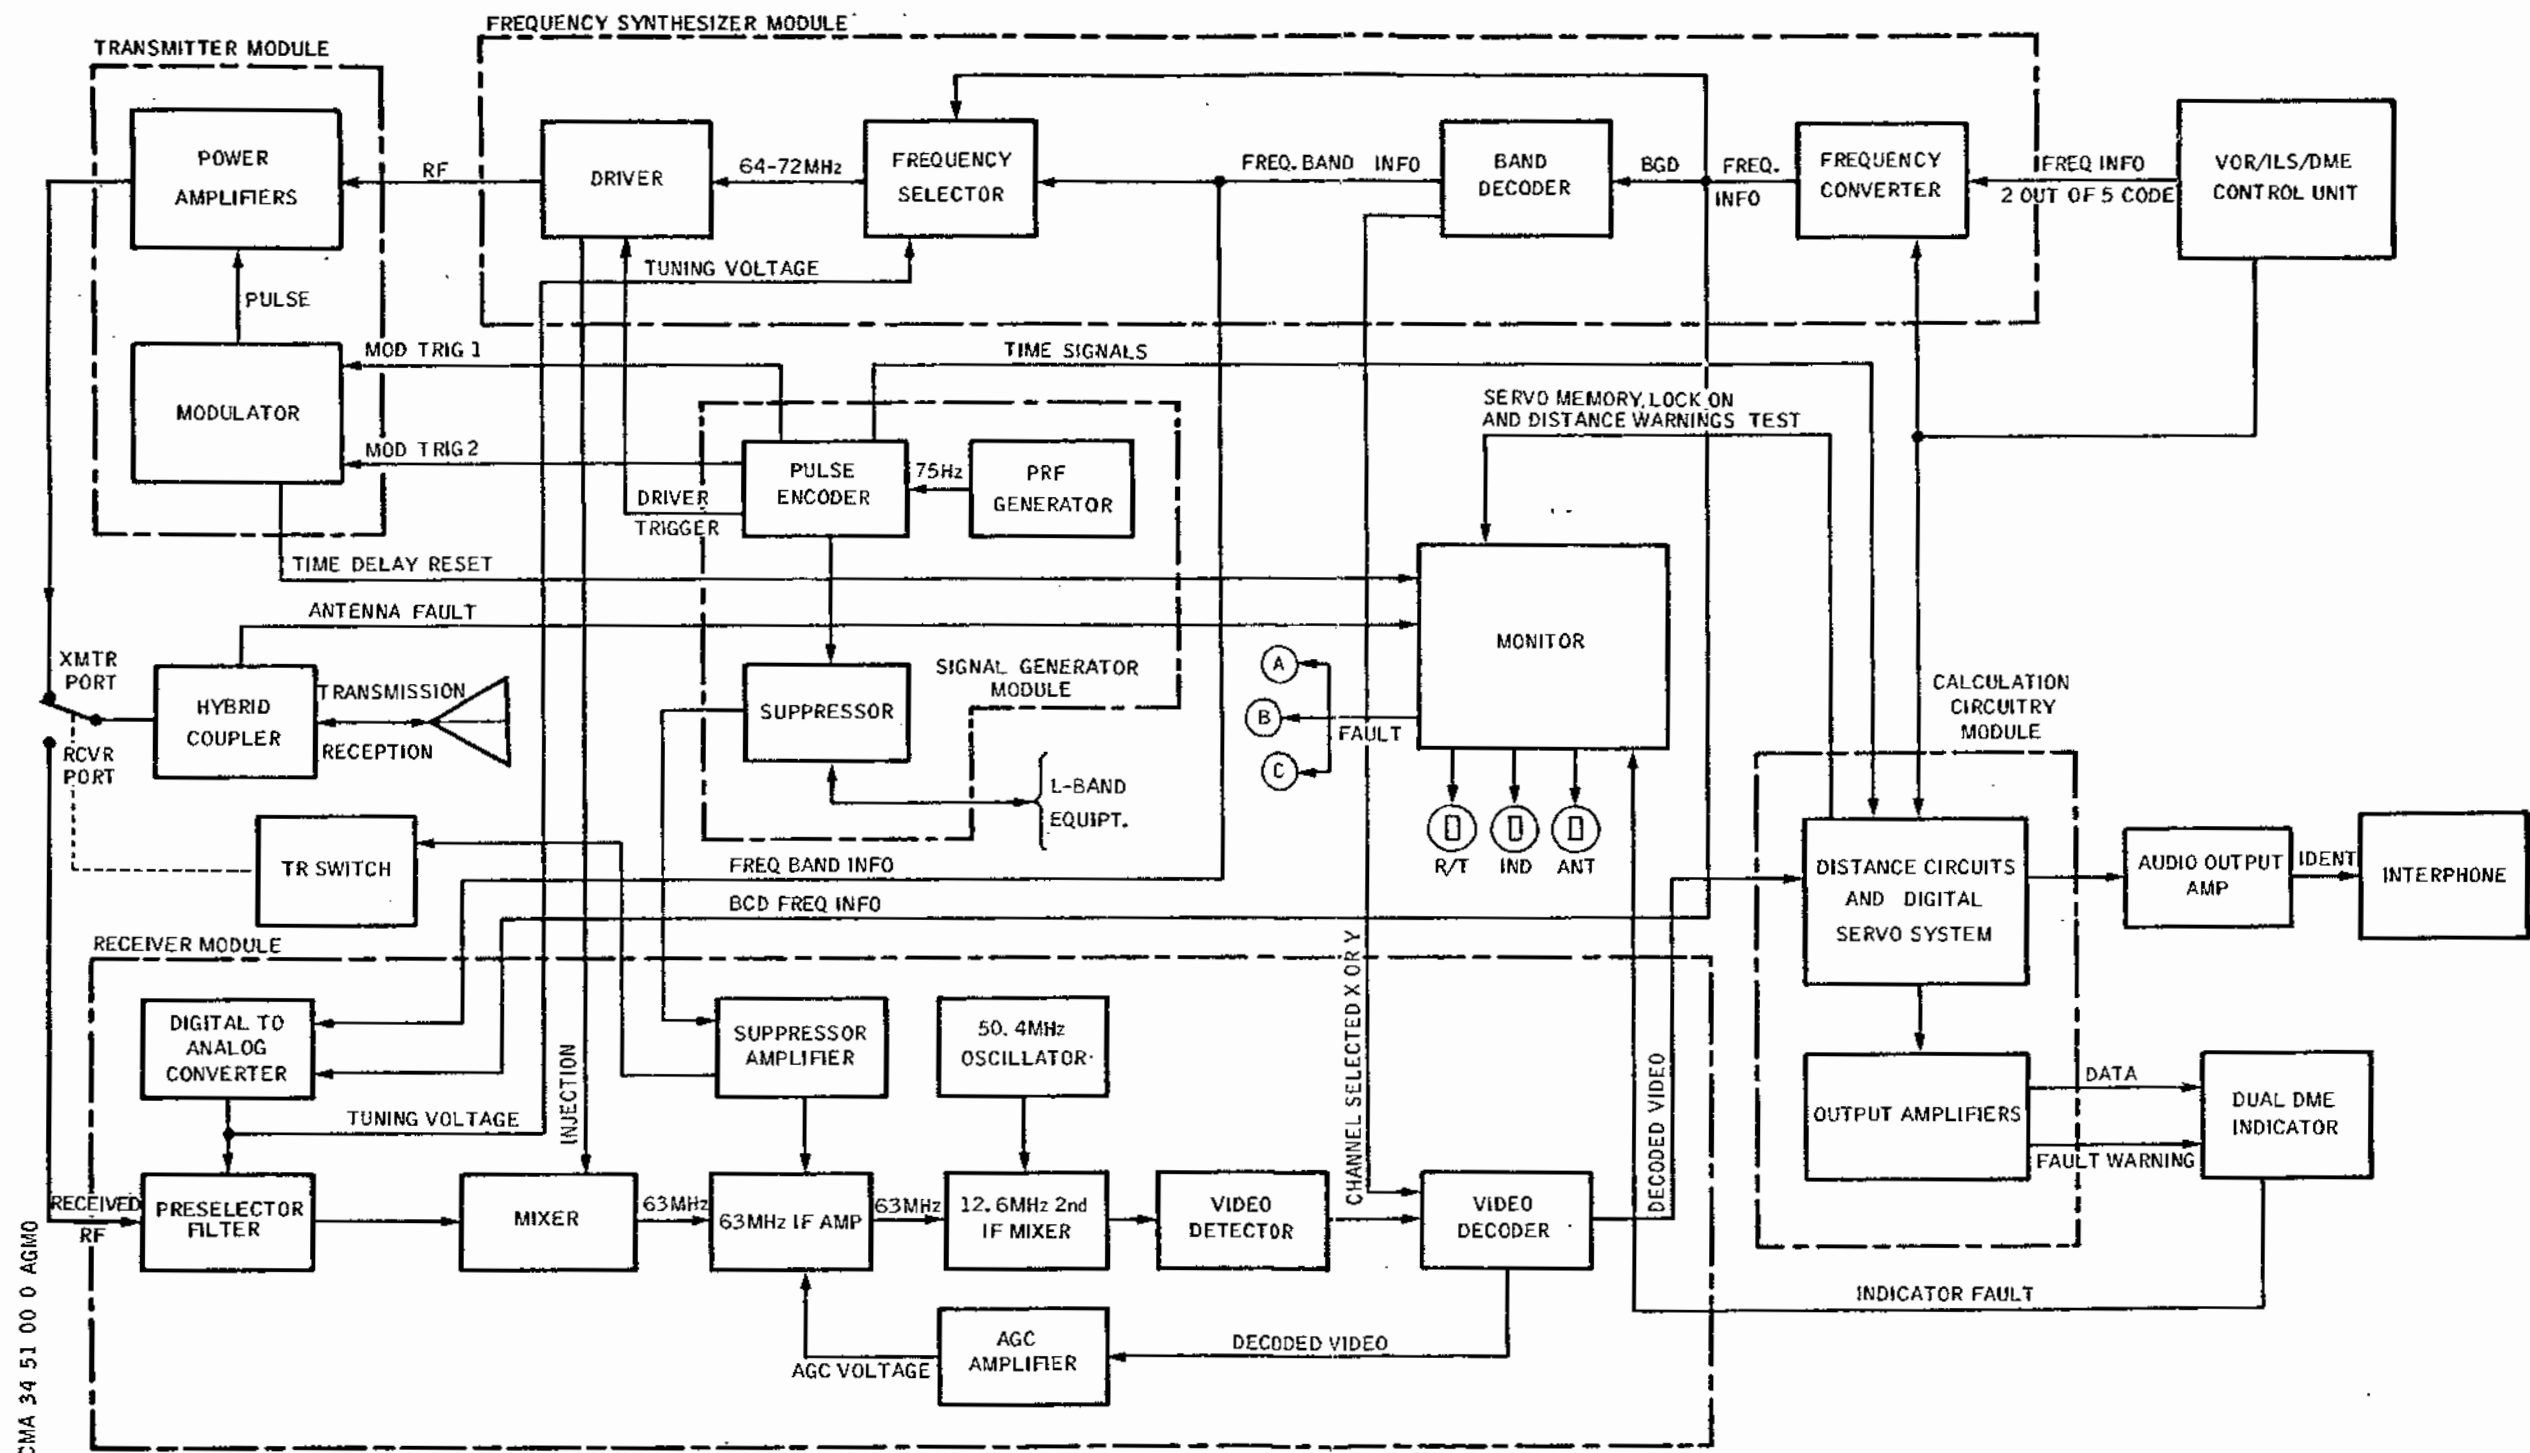 FREQUENCY SYNTHESIZER MODULE
TRANSMITTER MODULE
POWER
AMPLIFIERS
RF
DRIVER
64-72MHz
FREQUENCY
SELECTOR
FREQ. BAND INFO
BAND
DECODER
BGD
FREQ.
INFO
FREQUENCY
CONVERTER
FREQ INFO
2 OUT OF 5 CODE
VOR/ILS/DME
CONTROL UNIT
TUNING VOLTAGE
PULSE
MOD TRIG 1
TIME SIGNALS
MODULATOR
SERVO MEMORY, LOCK ON
AND DISTANCE WARNINGS TEST
MOD TRIG 2
PULSE
ENCODER
75Hz
PRF
GENERATOR
DRIVER
TRIGGER
TIME DELAY RESET
ANTENNA FAULT
MONITOR
XMTR
PORT
HYBRID
COUPLER
TRANSMISSION
RECEPTION
RCVR
PORT
SUPPRESSOR
SIGNAL GENERATOR
MODULE
A
B
C
FAULT
CALCULATION
CIRCUITRY
MODULE
L-BAND
EQUIPT.
R/T
IND
ANT
TR SWITCH
FREQ BAND INFO
BCD FREQ INFO
DISTANCE CIRCUITS
AND DIGITAL
SERVO SYSTEM
AUDIO OUTPUT
AMP
IDENT
INTERPHONE
RECEIVER MODULE
DIGITAL TO
ANALOG
CONVERTER
SUPPRESSOR
AMPLIFIER
50.4MHz
OSCILLATOR
TUNING VOLTAGE
INJECTION
CHANNEL SELECTED X OR Y
DECODED VIDEO
OUTPUT AMPLIFIERS
DATA
FAULT WARNING
DUAL DME
INDICATOR
RECEIVED
RF
PRESELECTOR
FILTER
MIXER
63MHz
63MHz IF AMP
63MHz
12.6MHz 2nd
IF MIXER
VIDEO
DETECTOR
VIDEO
DECODER
INDICATOR FAULT
AGC
AMPLIFIER
DECODED VIDEO
AGC VOLTAGE
CMA 34 51 00 0 AGM0